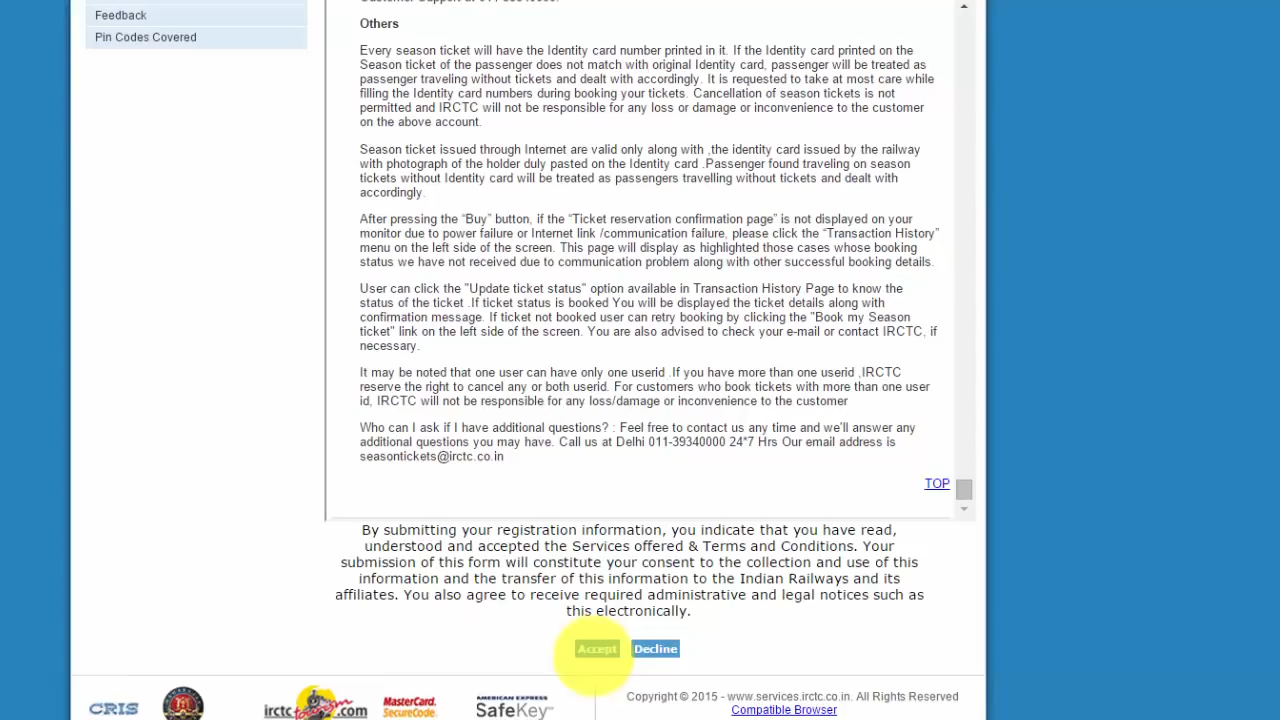 Feedback
Pin Codes Covered
Others
Every season ticket will have the Identity card number printed in it. If the Identity card printed on the
Season ticket of the passenger does not match with original Identity card, passenger will be treated as
passenger traveling without tickets and dealt with accordingly. It is requested to take at most care while
filling the Identity card numbers during booking your tickets. Cancellation of season tickets is not
permitted and IRCTC will not be responsible for any loss or damage or inconvenience to the customer
on the above account.
Season ticket issued through Internet are valid only along with ,the identity card issued by the railway
with photograph of the holder duly pasted on the Identity card .Passenger found traveling on season
tickets without Identity card will be treated as passengers travelling without tickets and dealt with
accordingly.
After pressing the “Buy” button, if the “Ticket reservation confirmation page” is not displayed on your
monitor due to power failure or Internet link /communication failure, please click the “Transaction History”
menu on the left side of the screen. This page will display as highlighted those cases whose booking
status we have not received due to communication problem along with other successful booking details.
User can click the "Update ticket status" option available in Transaction History Page to know the
status of the ticket .If ticket status is booked You will be displayed the ticket details along with
confirmation message. If ticket not booked user can retry booking by clicking the "Book my Season
ticket" link on the left side of the screen. You are also advised to check your e-mail or contact IRCTC, if
necessary.
It may be noted that one user can have only one userid .If you have more than one userid ,IRCTC
reserve the right to cancel any or both userid. For customers who book tickets with more than one user
id, IRCTC will not be responsible for any loss/damage or inconvenience to the customer
Who can I ask if I have additional questions? : Feel free to contact us any time and we'll answer any
additional questions you may have. Call us at Delhi 011-39340000 24*7 Hrs Our email address is
seasontickets@irctc.co.in
TOP
By submitting your registration information, you indicate that you have read,
understood and accepted the Services offered & Terms and Conditions. Your
submission of this form will constitute your consent to the collection and use of this
information and the transfer of this information to the Indian Railways and its
affiliates. You also agree to receive required administrative and legal notices such as
this electronically.
Accept Decline
CRIS irctc tourism.com MasterCard. SecureCode. AMERICAN EXPRESS SafeKey
Copyright © 2015 - www.services.irctc.co.in. All Rights Reserved
Compatible Browser